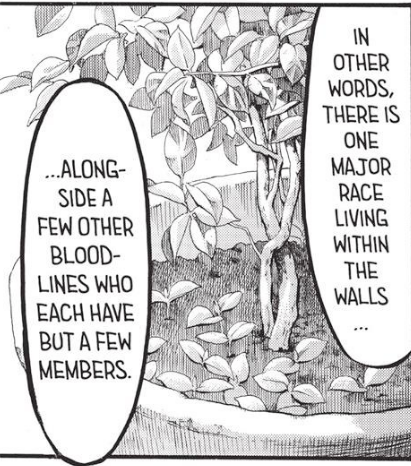 IN
OTHER
WORDS,
THERE IS
ONE
MAJOR
RACE
LIVING
WITHIN
THE
WALLS
...
...ALONG-
SIDE A
FEW OTHER
BLOOD-
LINES WHO
EACH HAVE
BUT A FEW
MEMBERS.